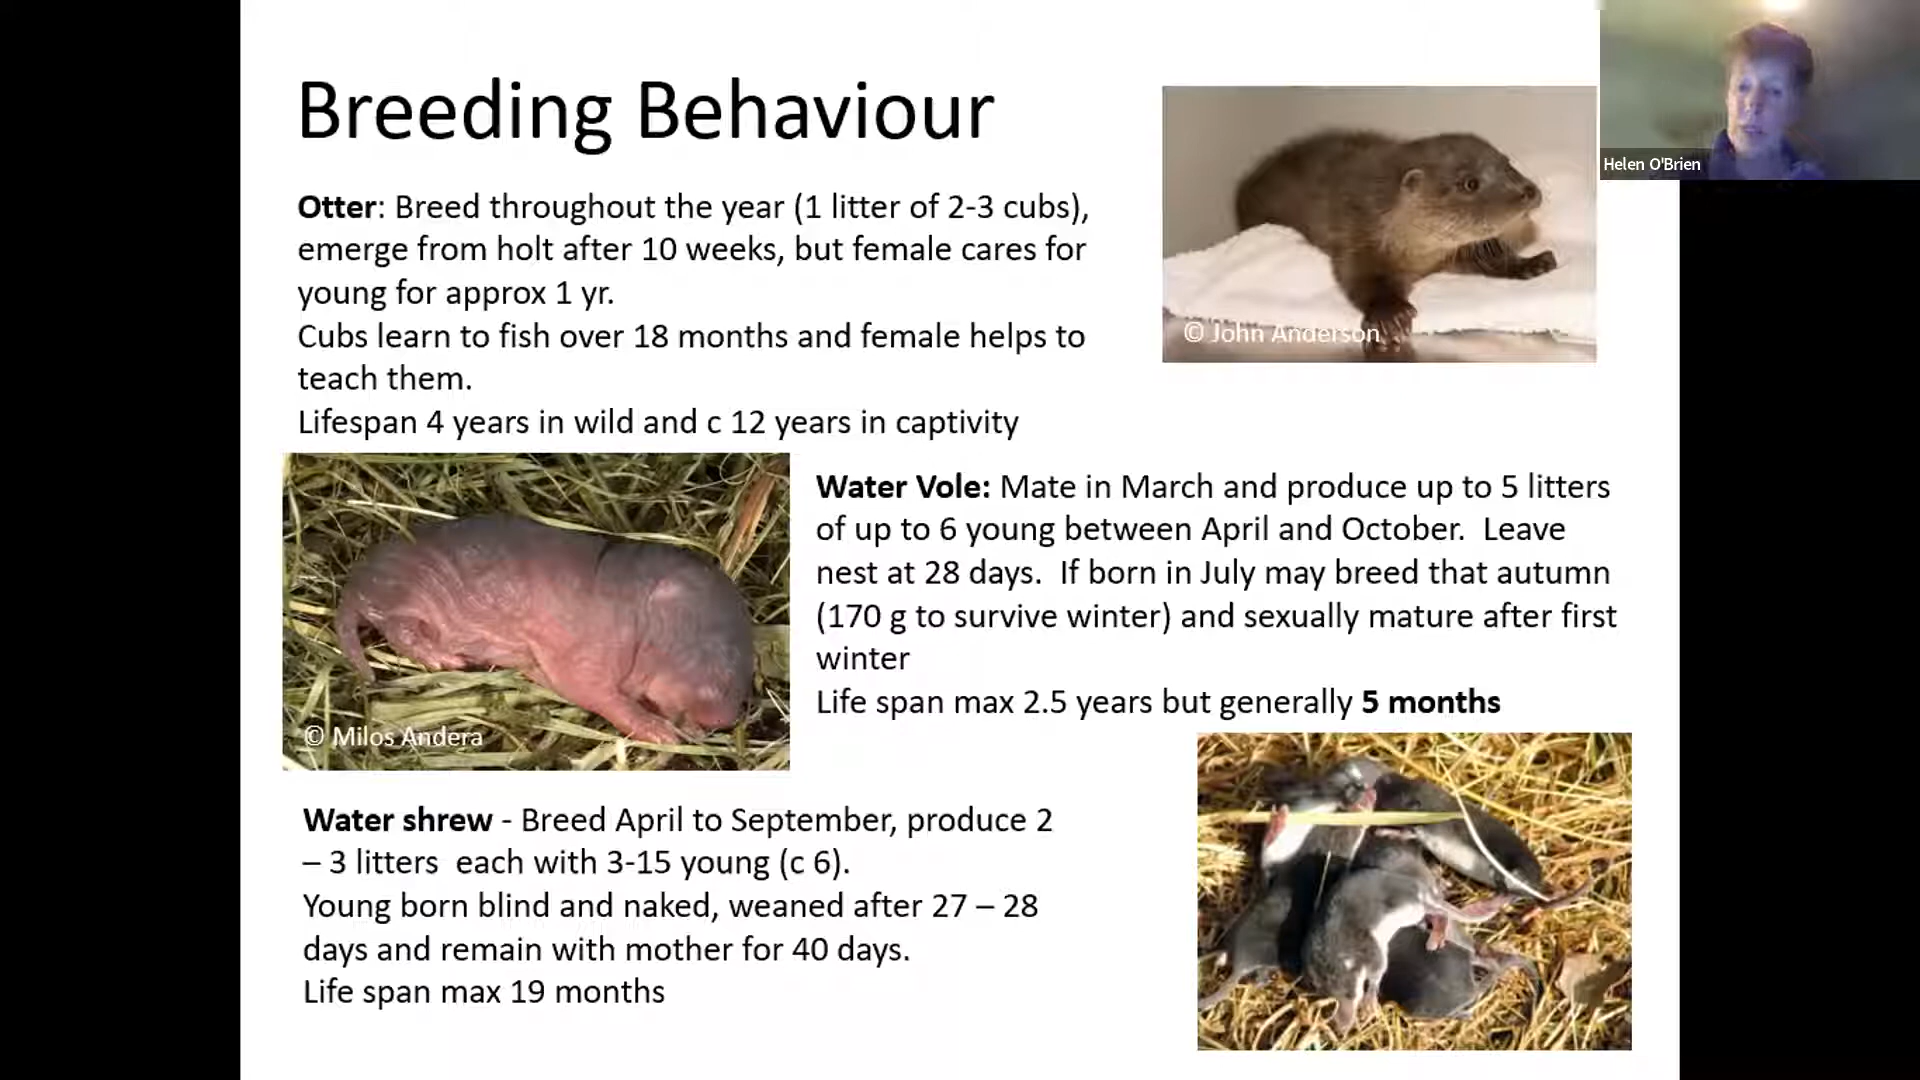 Breeding Behaviour
Helen O'Brien
Otter: Breed throughout the year (1 litter of 2-3 cubs),
emerge from holt after 10 weeks, but female cares for
young for approx 1 yr.
Cubs learn to fish over 18 months and female helps to
teach them.
Lifespan 4 years in wild and c 12 years in captivity
© John Anderson
Water Vole: Mate in March and produce up to 5 litters
of up to 6 young between April and October.  Leave
nest at 28 days.  If born in July may breed that autumn
(170 g to survive winter) and sexually mature after first
winter
Life span max 2.5 years but generally 5 months
© Milos Andera
Water shrew - Breed April to September, produce 2
– 3 litters  each with 3-15 young (c 6).
Young born blind and naked, weaned after 27 – 28
days and remain with mother for 40 days.
Life span max 19 months